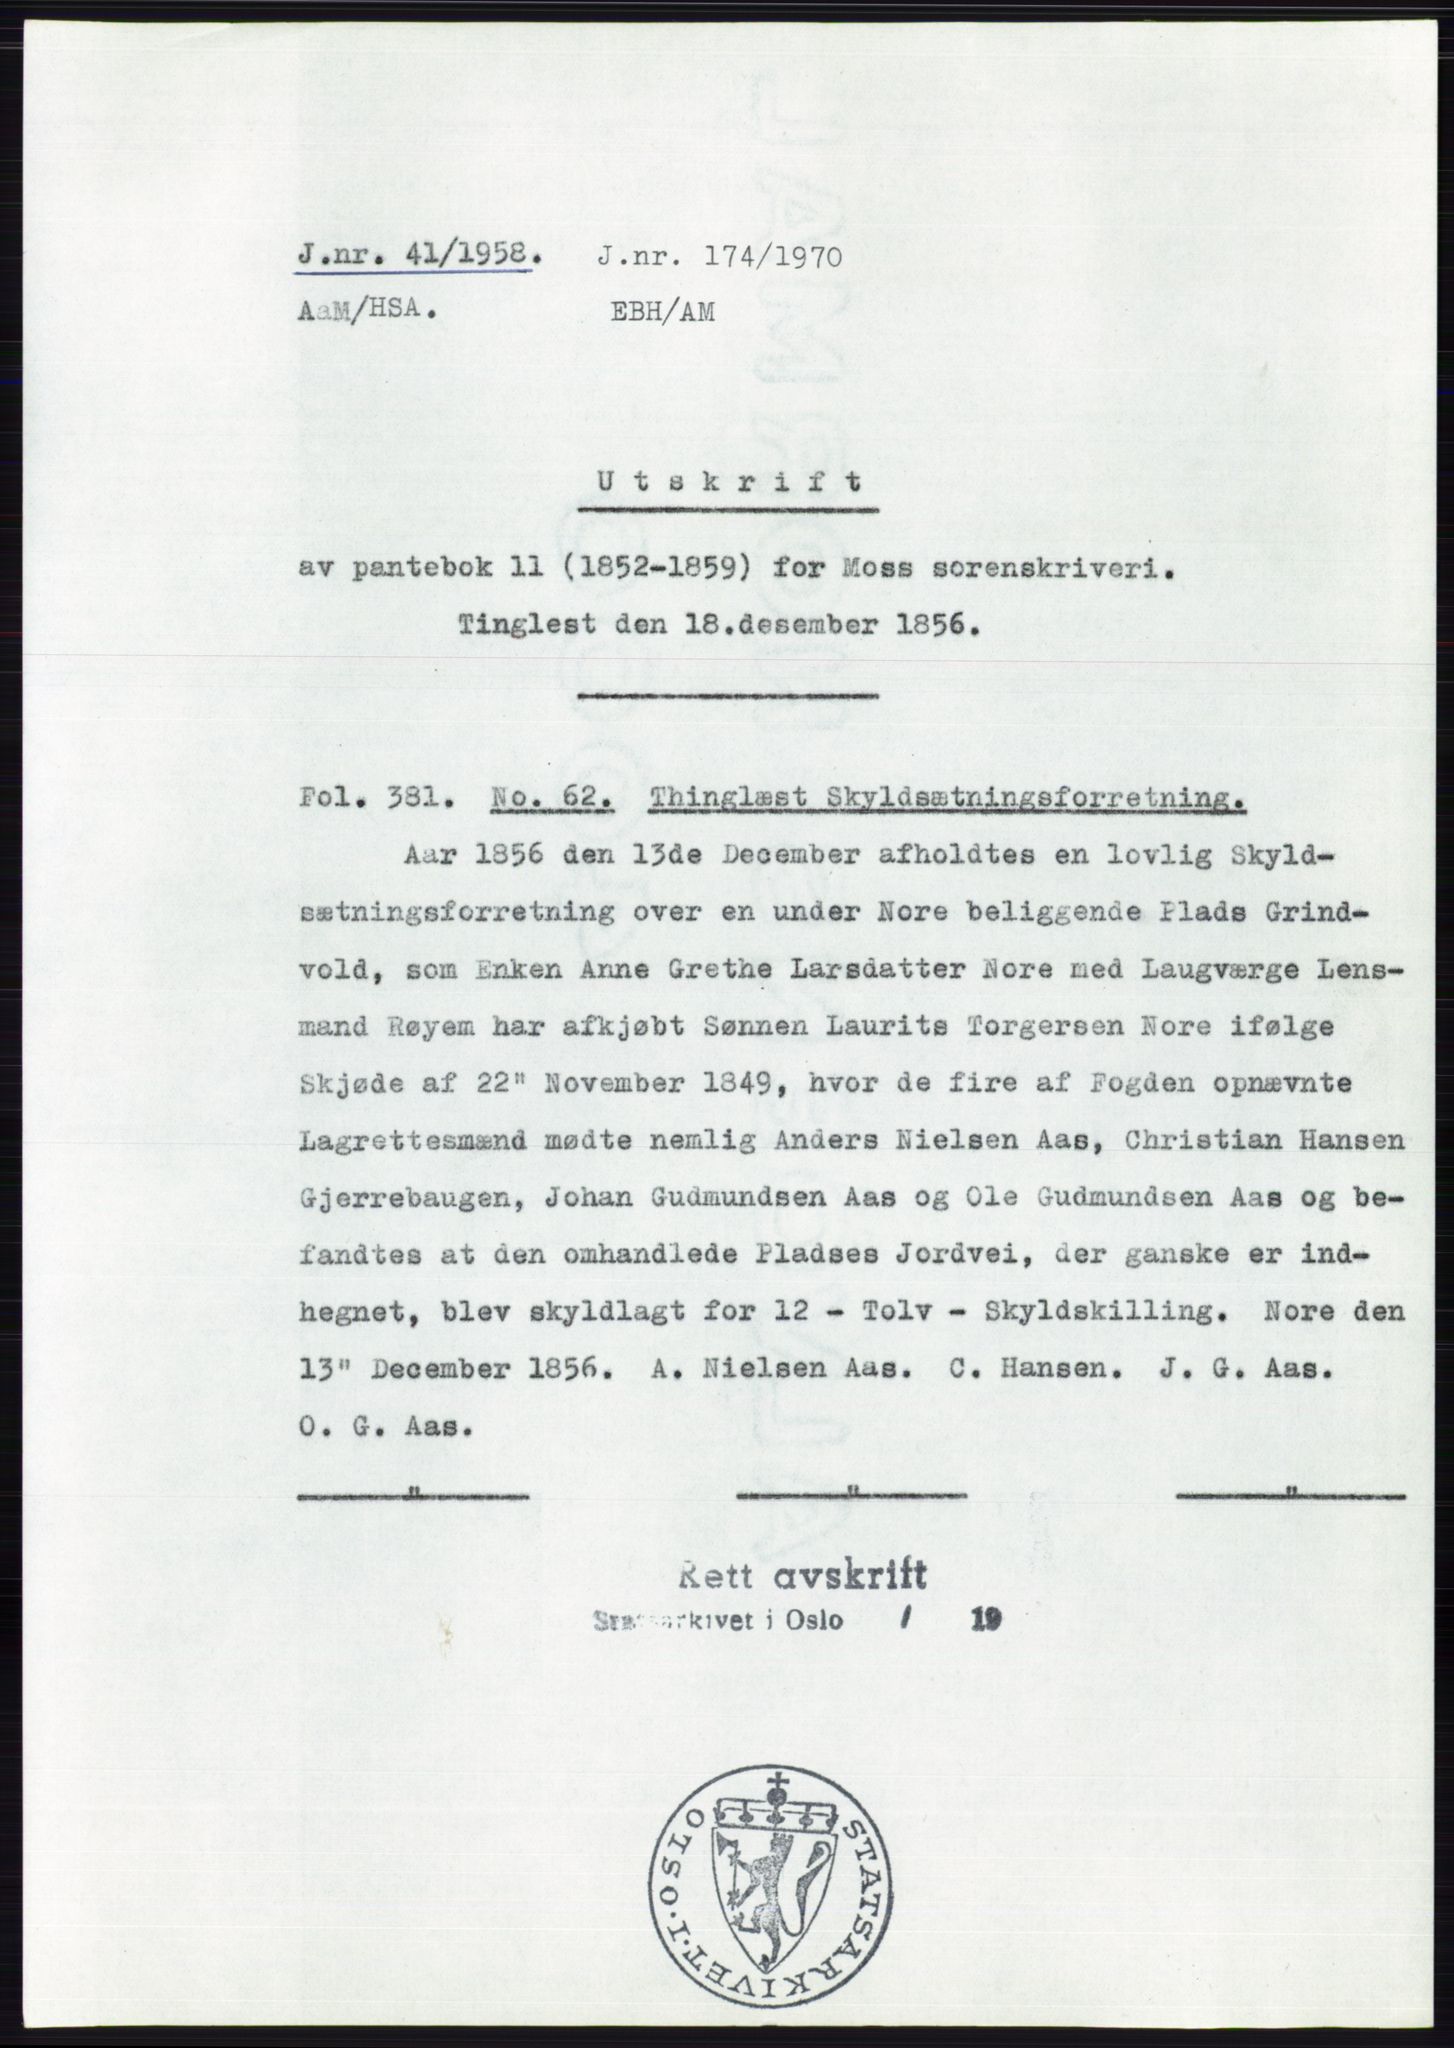 J.nr. 41/1958. J.nr. 174/1970
AaM/HSA. EBH/AM
Utskrift
av pantebok 11 (1852-1859) for Moss sorenskriveri.
Tinglest den 18.desember 1856.
Fol. 381. No. 62. Thinglæst Skyldsætningsforretning.
Aar 1856 den 13de December afholdtes en lovlig Skyld-
sætningsforretning over en under Nore beliggende Plads Grind-
vold, som Enken Anne Grethe Larsdatter Nore med Laugværge Lens-
mand Røyem har afkjøbt Sønnen Laurits Torgersen Nore ifølge
Skjøde af 22" November 1849, hvor de fire af Fogden opnævnte
Lagrettesmænd mødte nemlig Anders Nielsen Aas, Christian Hansen
Gjerrebaugen, Johan Gudmundsen Aas og Ole Gudmundsen Aas og be-
fandtes at den omhandlede Pladses Jordvei, der ganske er ind-
hegnet, blev skyldlagt for 12 - Tolv - Skyldskilling. Nore den
13" December 1856. A. Nielsen Aas. C. Hansen. J. G. Aas.
O. G. Aas.
" " "
Rett avskrift
Statsarkivet i Oslo / 19
STATSARKIVET·I·OSLO